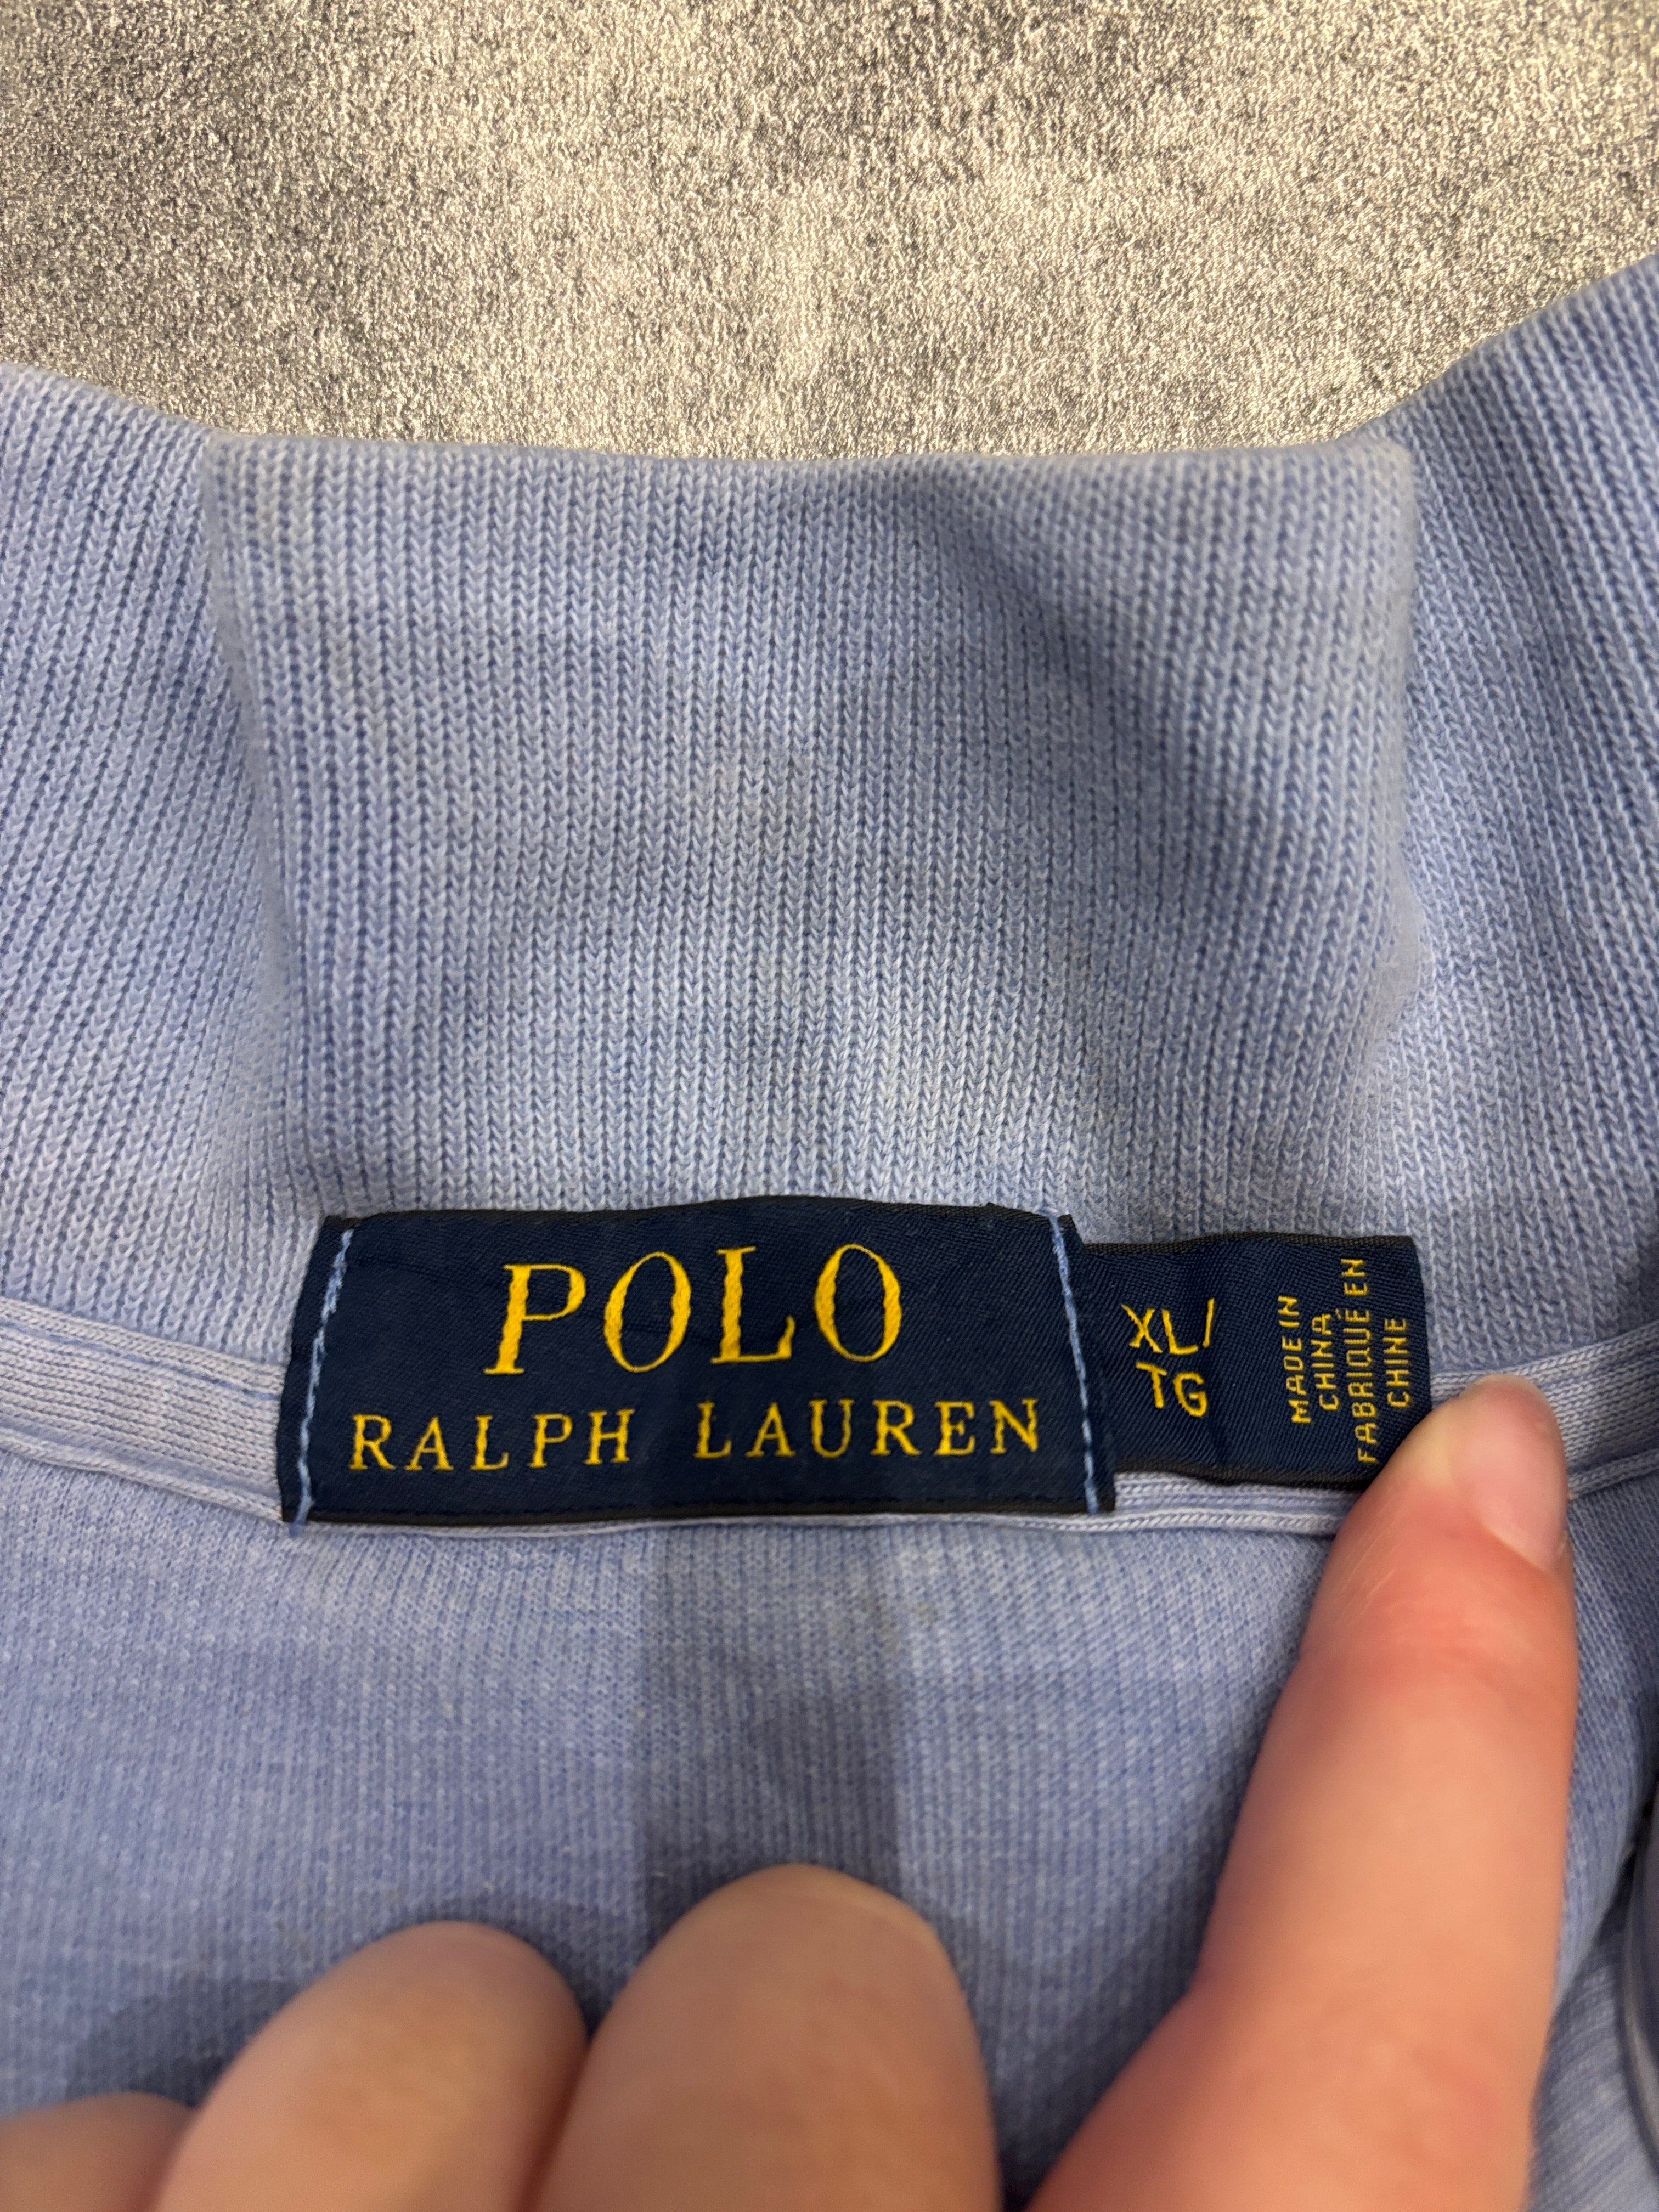 POLO
RALPH LAUREN
XL/
TG
MADE IN
CHINA
FABRIQUÉ EN
CHINE